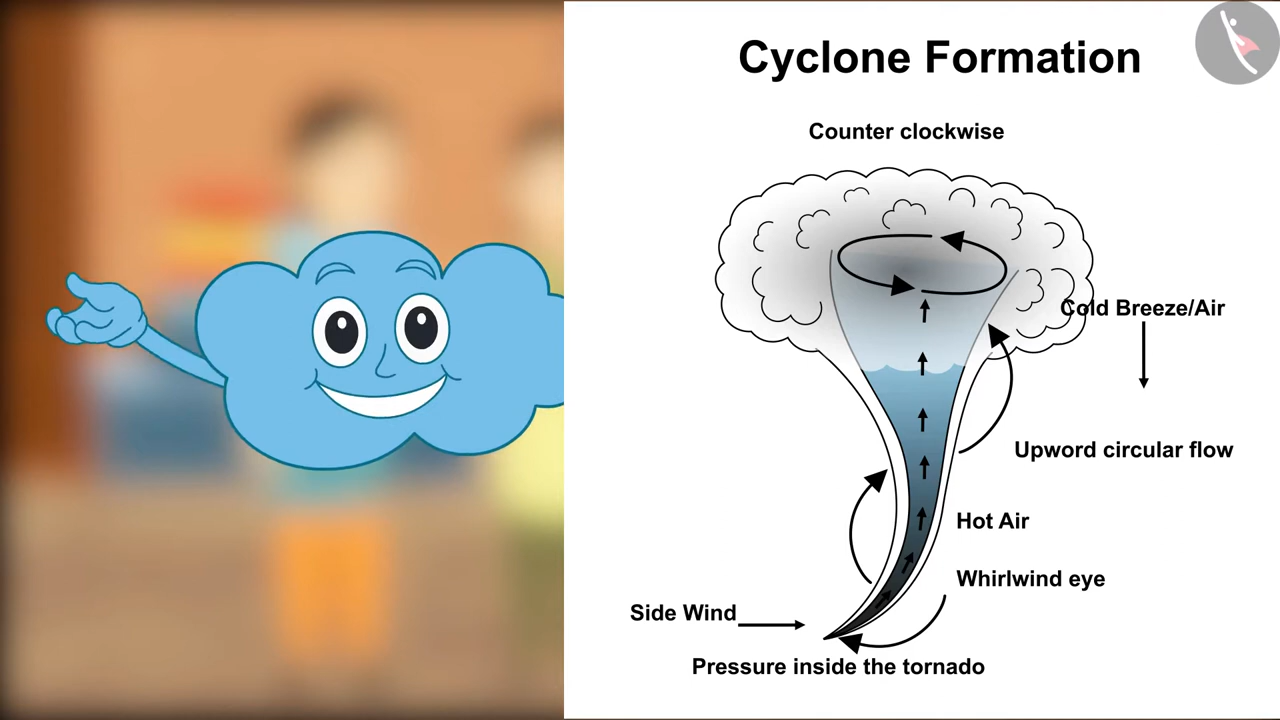 Cyclone Formation
Counter clockwise
Cold Breeze/Air
Upword circular flow
Hot Air
Whirlwind eye
Side Wind
Pressure inside the tornado